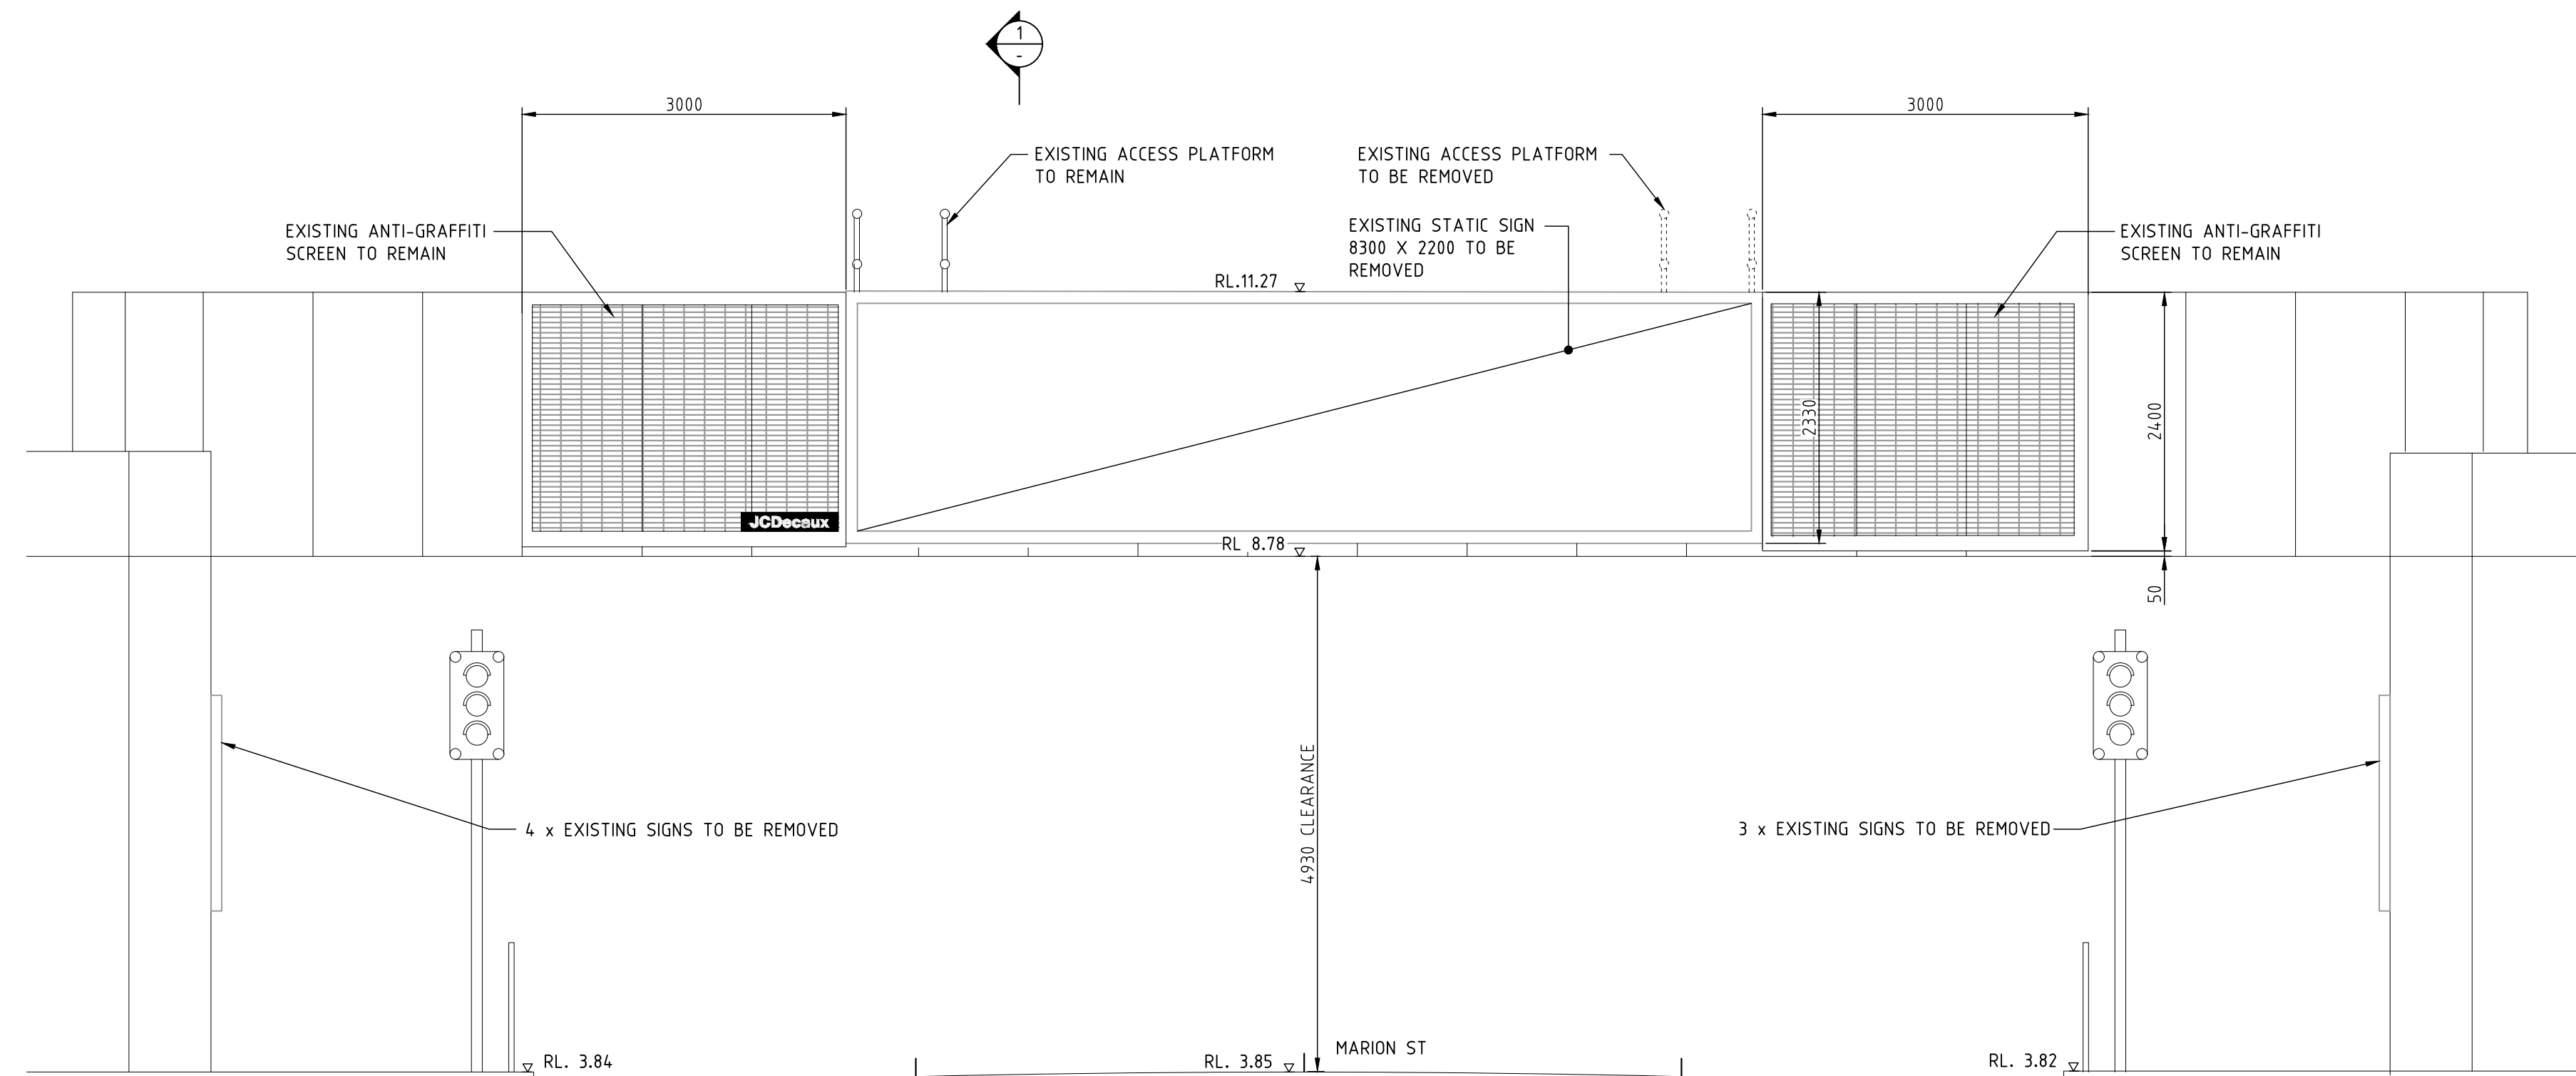 1
-
3000
3000
EXISTING ACCESS PLATFORM
TO REMAIN
EXISTING ACCESS PLATFORM
TO BE REMOVED
EXISTING ANTI-GRAFFITI
SCREEN TO REMAIN
EXISTING STATIC SIGN
8300 X 2200 TO BE
REMOVED
EXISTING ANTI-GRAFFITI
SCREEN TO REMAIN
RL.11.27
2330
2400
JCDecaux
RL 8.78
50
4930 CLEARANCE
4 x EXISTING SIGNS TO BE REMOVED
3 x EXISTING SIGNS TO BE REMOVED
MARION ST
RL. 3.84
RL. 3.85
RL. 3.82